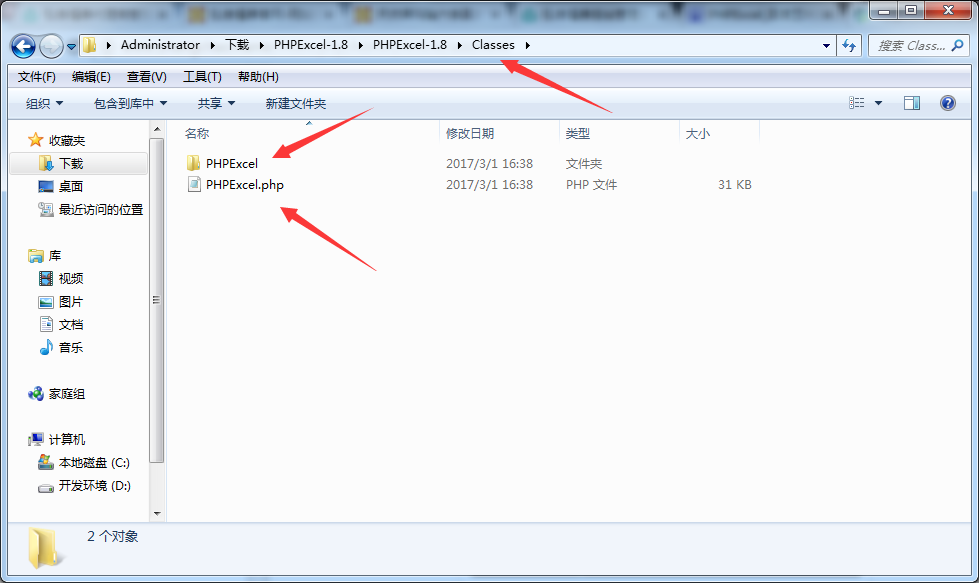 Administrator 下载 PHPExcel-1.8 PHPExcel-1.8 Classes 搜索 Class...
文件(F) 编辑(E) 查看(V) 工具(T) 帮助(H)
组织 包含到库中 共享 新建文件夹
名称 修改日期 类型 大小
PHPExcel 2017/3/1 16:38 文件夹
PHPExcel.php 2017/3/1 16:38 PHP 文件 31 KB
收藏夹
下载
桌面
最近访问的位置
库
视频
图片
文档
音乐
家庭组
计算机
本地磁盘 (C:)
开发环境 (D:)
2 个对象